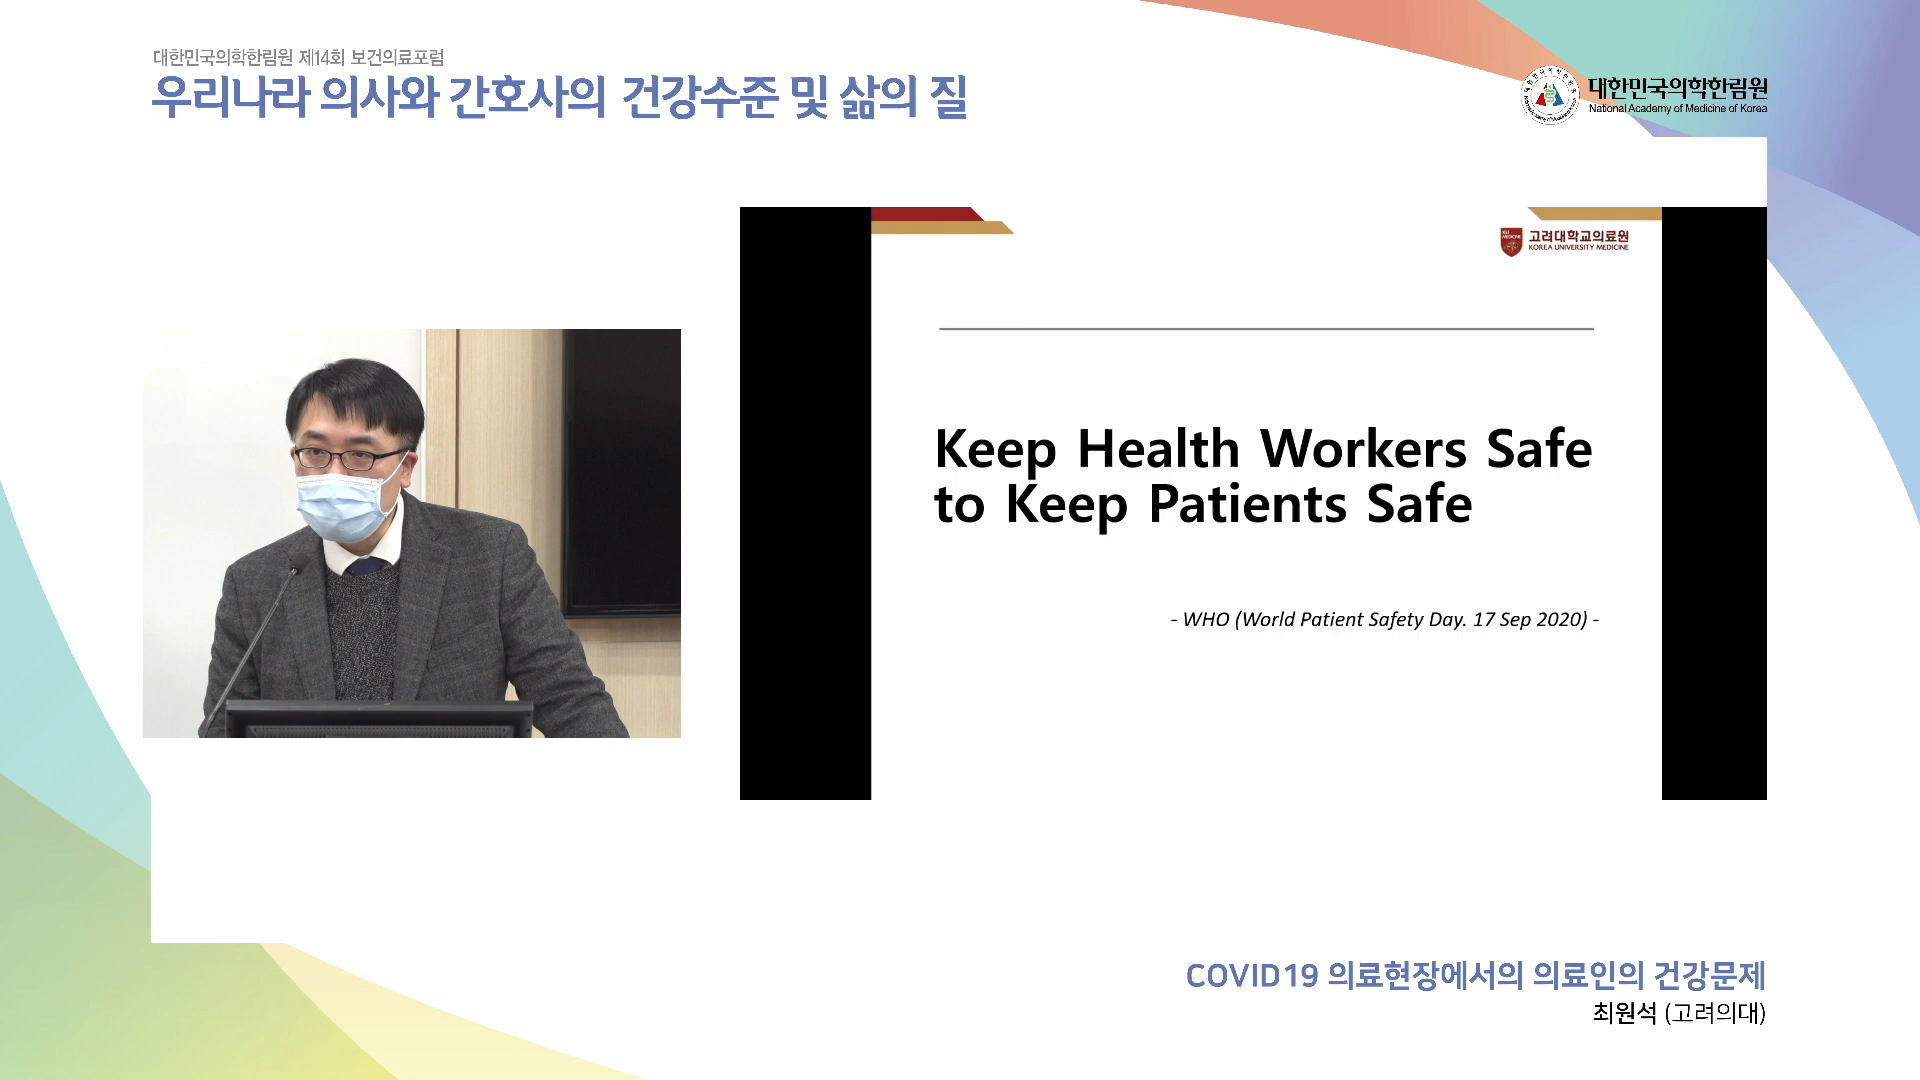 대한민국의학한림원 제14회 보건의료포럼
우리나라 의사와 간호사의 건강수준 및 삶의 질
대한민국의학한림원
National Academy of Medicine of Korea
KU
MEDICINE
고려대학교의료원
KOREA UNIVERSITY MEDICINE
Keep Health Workers Safe
to Keep Patients Safe
- WHO (World Patient Safety Day. 17 Sep 2020) -
COVID19 의료현장에서의 의료인의 건강문제
최원석 (고려의대)